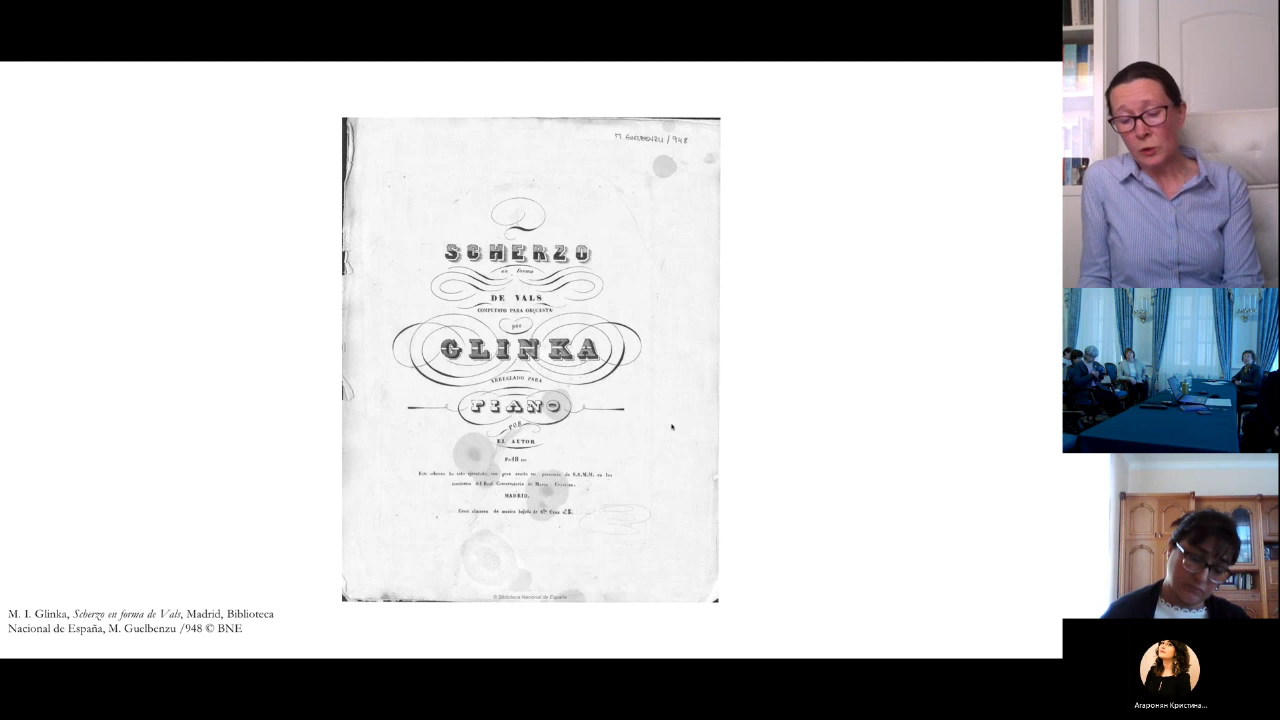 M. GUELBENZU / 948
SCHERZO
en forma
DE VALS
COMPUESTO PARA ORQUESTA
por
GLINKA
ARREGLADO PARA
PIANO
POR
EL AUTOR
MADRID.
© Biblioteca Nacional de España
M. I. Glinka, Scherzo en forma de Vals, Madrid, Biblioteca
Nacional de España, M. Guelbenzu /948 © BNE
Агаронян Кристина...